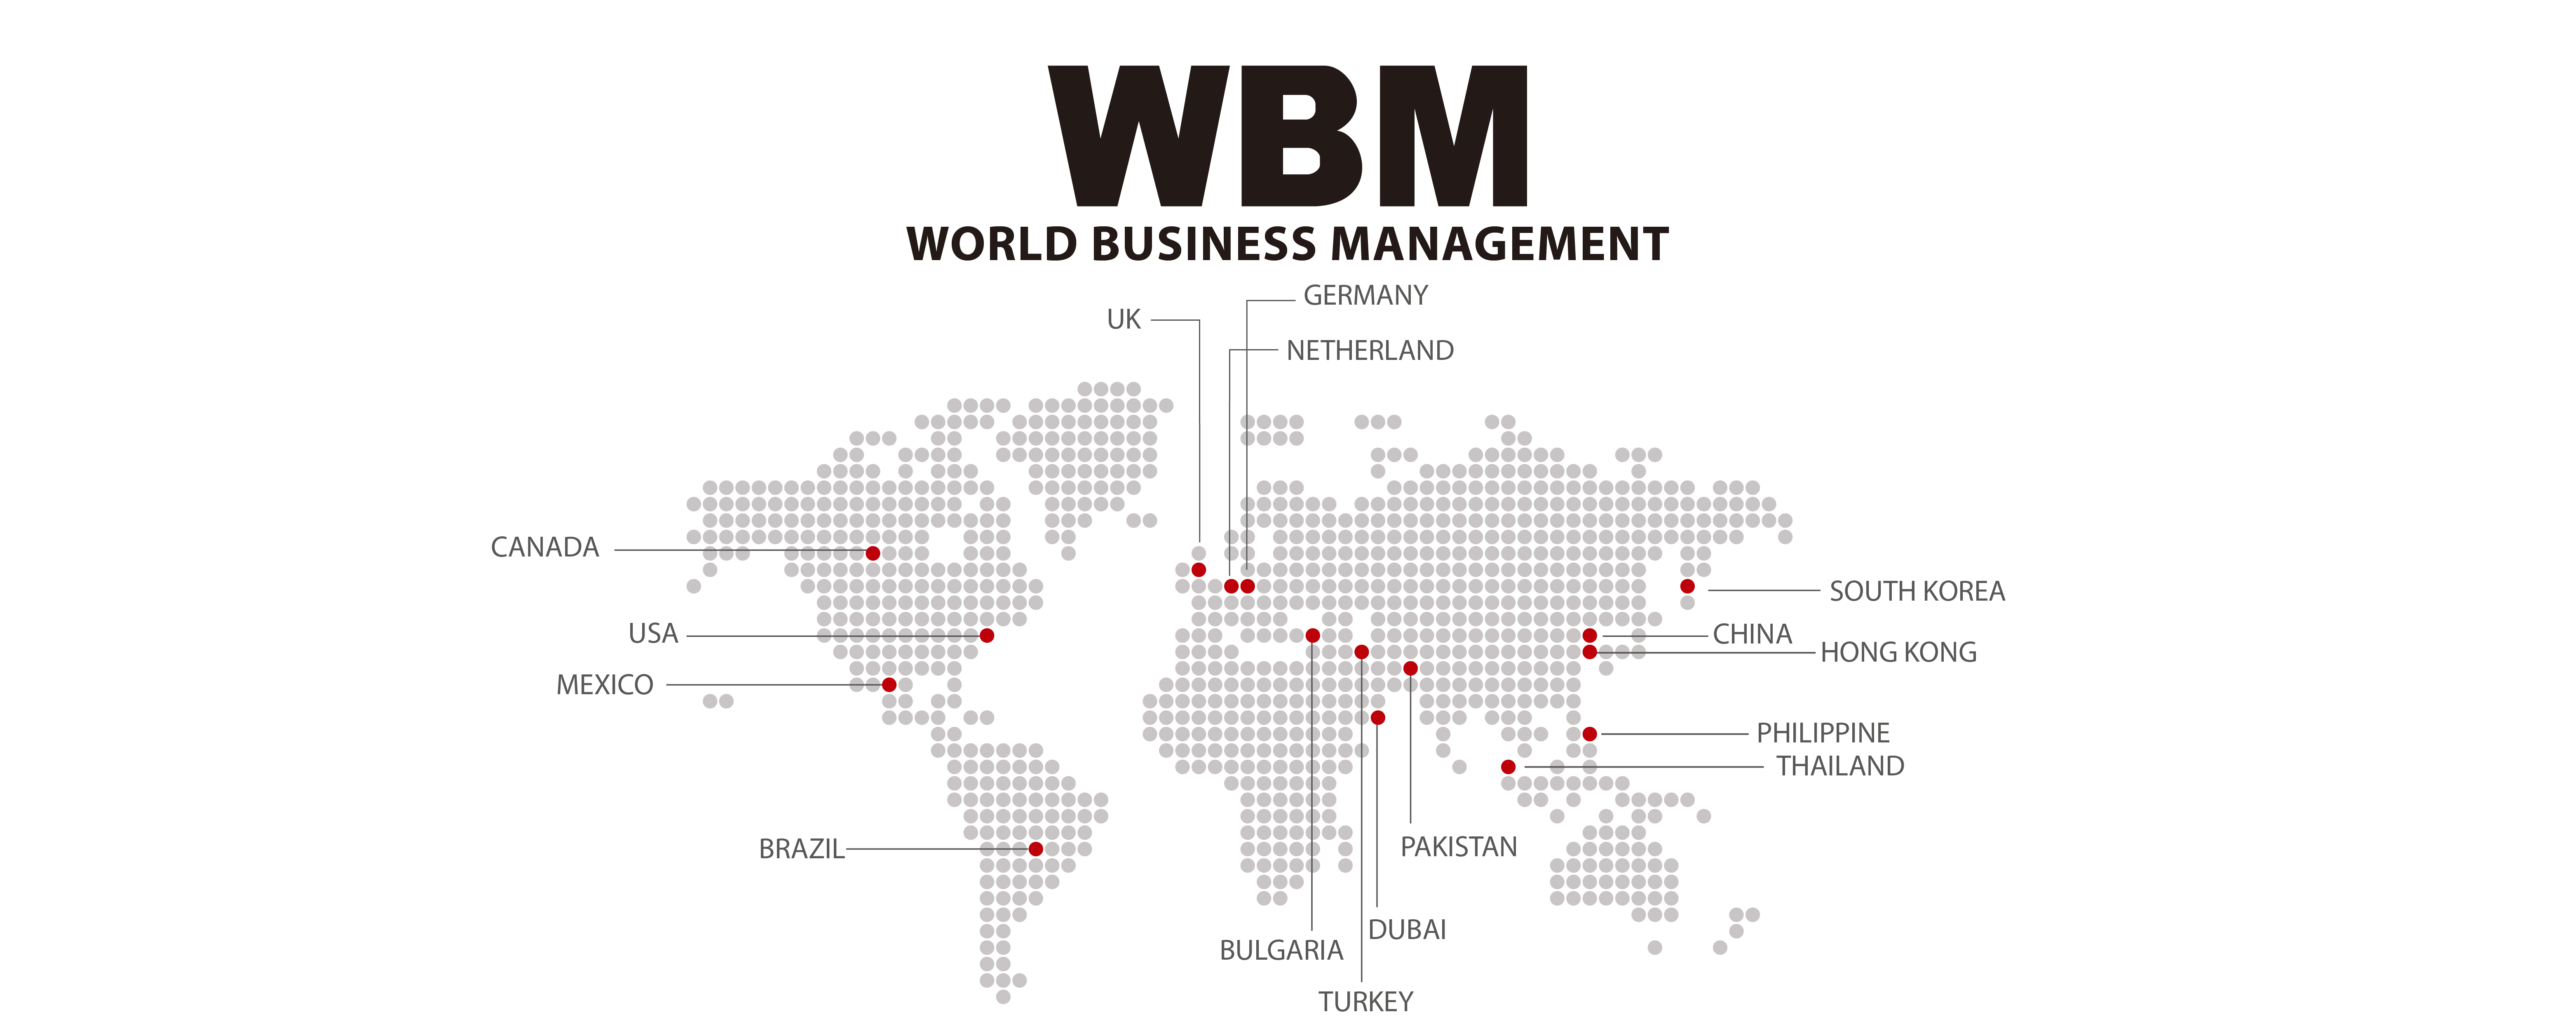 WBM
WORLD BUSINESS MANAGEMENT
GERMANY
UK
NETHERLAND
CANADA
SOUTH KOREA
USA
CHINA
HONG KONG
MEXICO
PHILIPPINE
THAILAND
BRAZIL
PAKISTAN
DUBAI
BULGARIA
TURKEY